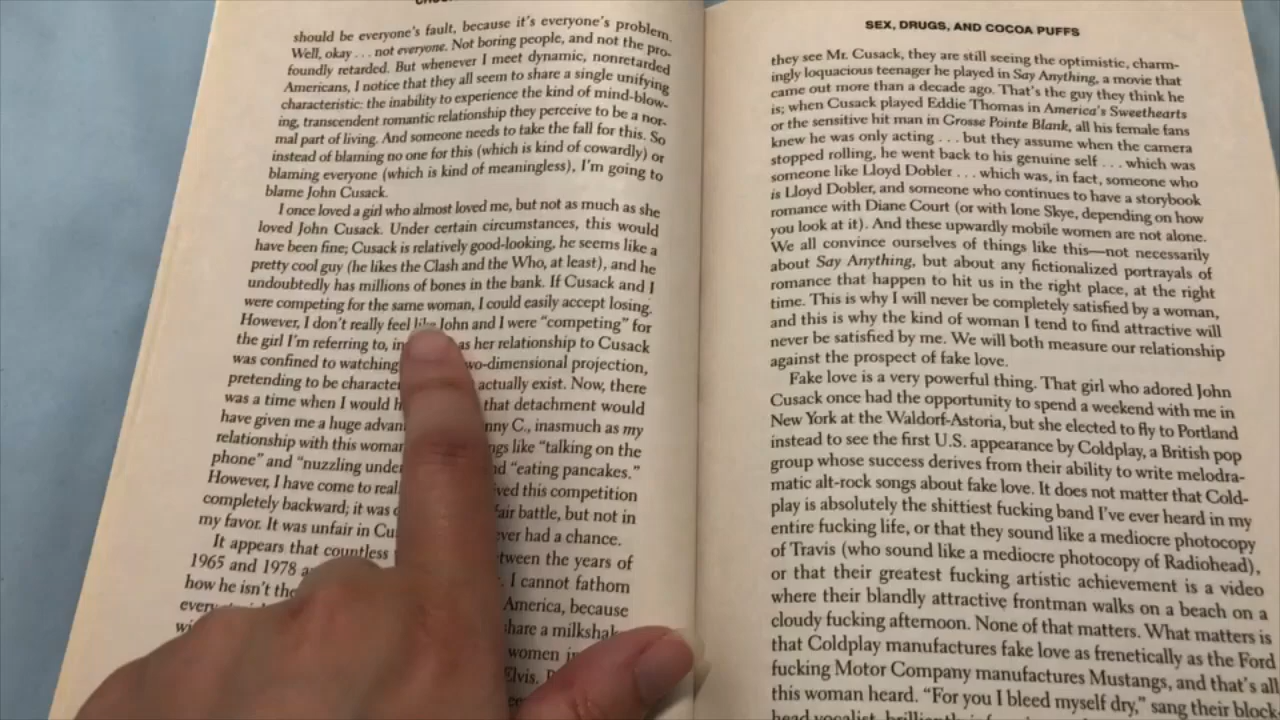 should be everyone's fault, because it's everyone's problem.
Well, okay . . . not everyone. Not boring people, and not the pro-
foundly retarded. But whenever I meet dynamic, nonretarded
Americans, I notice that they all seem to share a single unifying
characteristic: the inability to experience the kind of mind-blow-
ing, transcendent romantic relationship they perceive to be a nor-
mal part of living. And someone needs to take the fall for this. So
instead of blaming no one for this (which is kind of cowardly) or
blaming everyone (which is kind of meaningless), I'm going to
blame John Cusack.
I once loved a girl who almost loved me, but not as much as she
loved John Cusack. Under certain circumstances, this would
have been fine; Cusack is relatively good-looking, he seems like a
pretty cool guy (he likes the Clash and the Who, at least), and he
undoubtedly has millions of bones in the bank. If Cusack and I
were competing for the same woman, I could easily accept losing.
However, I don't really feel like John and I were "competing" for
the girl I'm referring to, as her relationship to Cusack
was confined to watching two-dimensional projection,
pretending to be actually exist. Now, there
was a time when I would that detachment would
have given me a huge inasmuch as my
relationship with this like "talking on the
phone" and "nuzzling and "eating pancakes."
However, I have come to this competition
completely backward; it was battle, but not in
my favor. It was unfair in had a chance.
It appears that countless between the years of
1965 and 1978 I cannot fathom
how he isn't America, because
share a
women
Elvis.
SEX, DRUGS, AND COCOA PUFFS
they see Mr. Cusack, they are still seeing the optimistic, charm-
ingly loquacious teenager he played in Say Anything, a movie that
came out more than a decade ago. That's the guy they think he
is; when Cusack played Eddie Thomas in America's Sweethearts
or the sensitive hit man in Grosse Pointe Blank, all his female fans
knew he was only acting . . . but they assume when the camera
stopped rolling, he went back to his genuine self . . . which was
someone like Lloyd Dobler . . . which was, in fact, someone who
is Lloyd Dobler, and someone who continues to have a storybook
romance with Diane Court (or with Ione Skye, depending on how
you look at it). And these upwardly mobile women are not alone.
We all convince ourselves of things like this—not necessarily
about Say Anything, but about any fictionalized portrayals of
romance that happen to hit us in the right place, at the right
time. This is why I will never be completely satisfied by a woman,
and this is why the kind of woman I tend to find attractive will
never be satisfied by me. We will both measure our relationship
against the prospect of fake love.
Fake love is a very powerful thing. That girl who adored John
Cusack once had the opportunity to spend a weekend with me in
New York at the Waldorf-Astoria, but she elected to fly to Portland
instead to see the first U.S. appearance by Coldplay, a British pop
group whose success derives from their ability to write melodra-
matic alt-rock songs about fake love. It does not matter that Cold-
play is absolutely the shittiest fucking band I've ever heard in my
entire fucking life, or that they sound like a mediocre photocopy
of Travis (who sound like a mediocre photocopy of Radiohead),
or that their greatest fucking artistic achievement is a video
where their blandly attractive frontman walks on a beach on a
cloudy fucking afternoon. None of that matters. What matters is
that Coldplay manufactures fake love as frenetically as the Ford
fucking Motor Company manufactures Mustangs, and that's all
this woman heard. "For you I bleed myself dry," sang their block-
head vocalist,